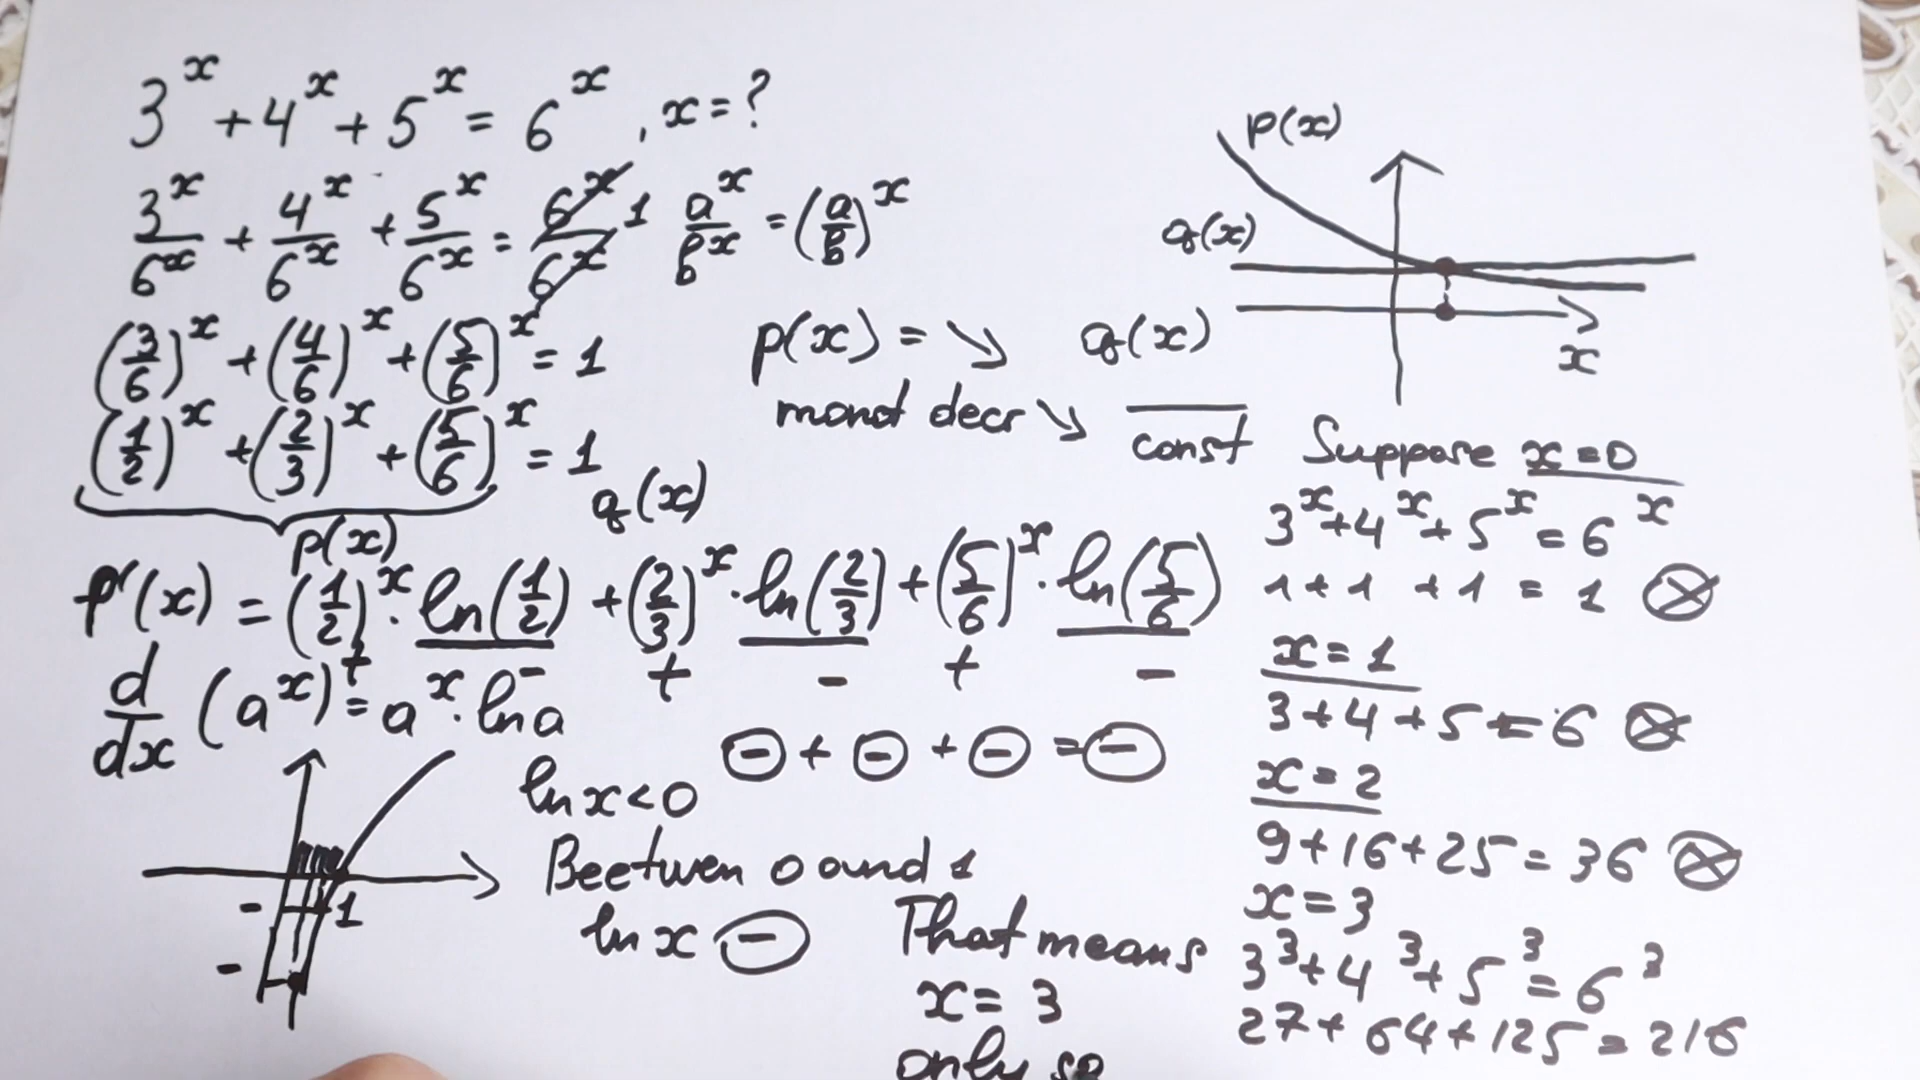 3^x + 4^x + 5^x = 6^x, x = ?
3^x/6^x + 4^x/6^x + 5^x/6^x = 6^x/6^x 1 a^x/b^x = (a/b)^x
(3/6)^x + (4/6)^x + (5/6)^x = 1
(1/2)^x + (2/3)^x + (5/6)^x = 1
p(x) q(x)
p'(x) = (1/2)^x · ln(1/2) + (2/3)^x · ln(2/3) + (5/6)^x · ln(5/6)
+ - + - + -
d/dx (a^x) = a^x · ln a
⊖ + ⊖ + ⊖ = ⊖
- 1
-
ln x < 0
Beetwen 0 and 1
ln x ⊖
p(x) = ↘ q(x)
monot decr ↘ const
p(x)
q(x)
x
Suppose x = 0
3^x + 4^x + 5^x = 6^x
1 + 1 + 1 = 1 ⊗
x = 1
3 + 4 + 5 = 6 ⊗
x = 2
9 + 16 + 25 = 36 ⊗
x = 3
3^3 + 4^3 + 5^3 = 6^3
27 + 64 + 125 = 216
That means
x = 3
only so